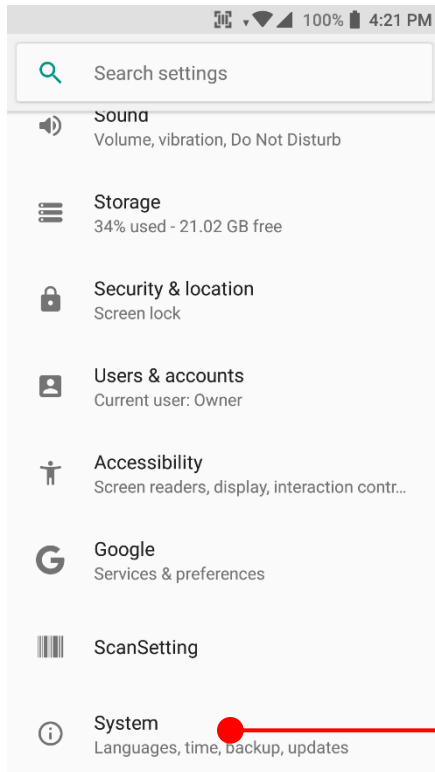 100% 4:21 PM
Search settings
Sound
Volume, vibration, Do Not Disturb
Storage
34% used - 21.02 GB free
Security & location
Screen lock
Users & accounts
Current user: Owner
Accessibility
Screen readers, display, interaction contr...
Google
Services & preferences
ScanSetting
System
Languages, time, backup, updates